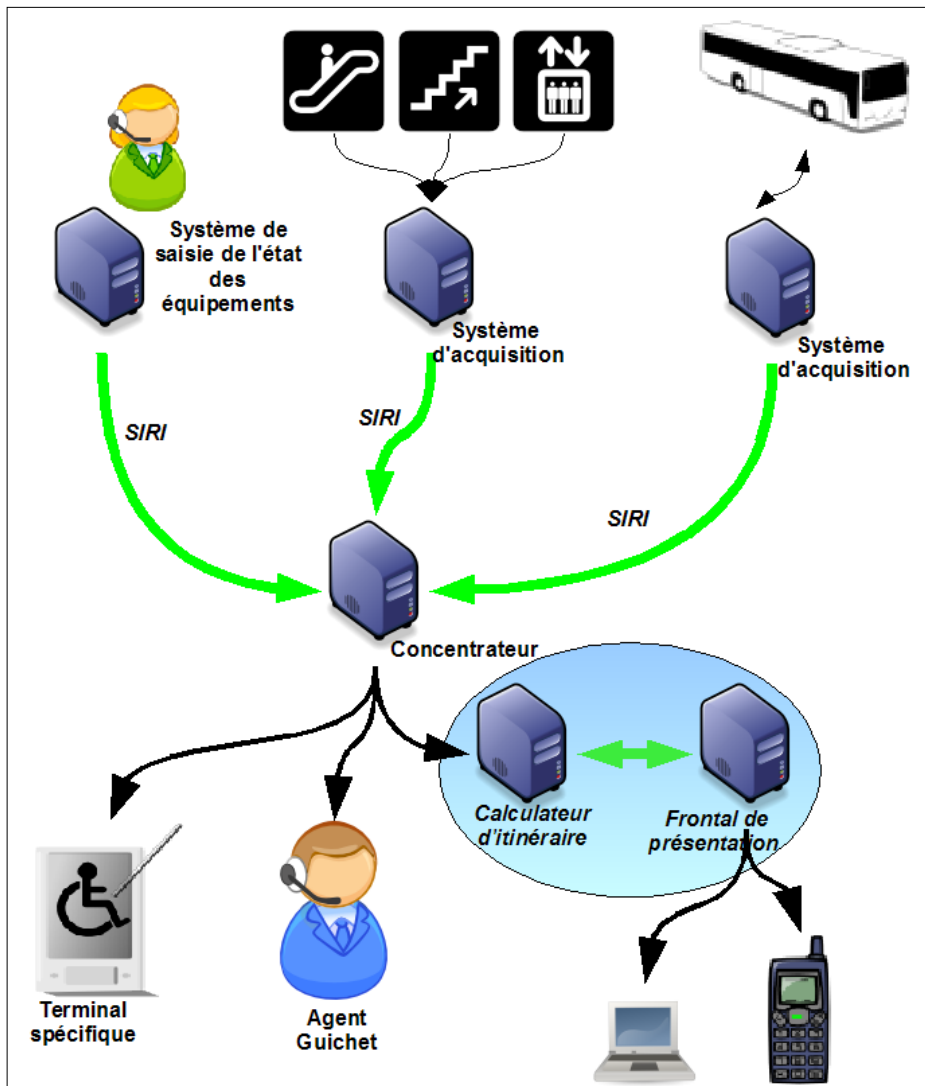 Système de
saisie de l'état
des
équipements
Système
d'acquisition
Système
d'acquisition
SIRI
SIRI
SIRI
Concentrateur
Calculateur
d'itinéraire
Frontal de
présentation
Terminal
spécifique
Agent
Guichet